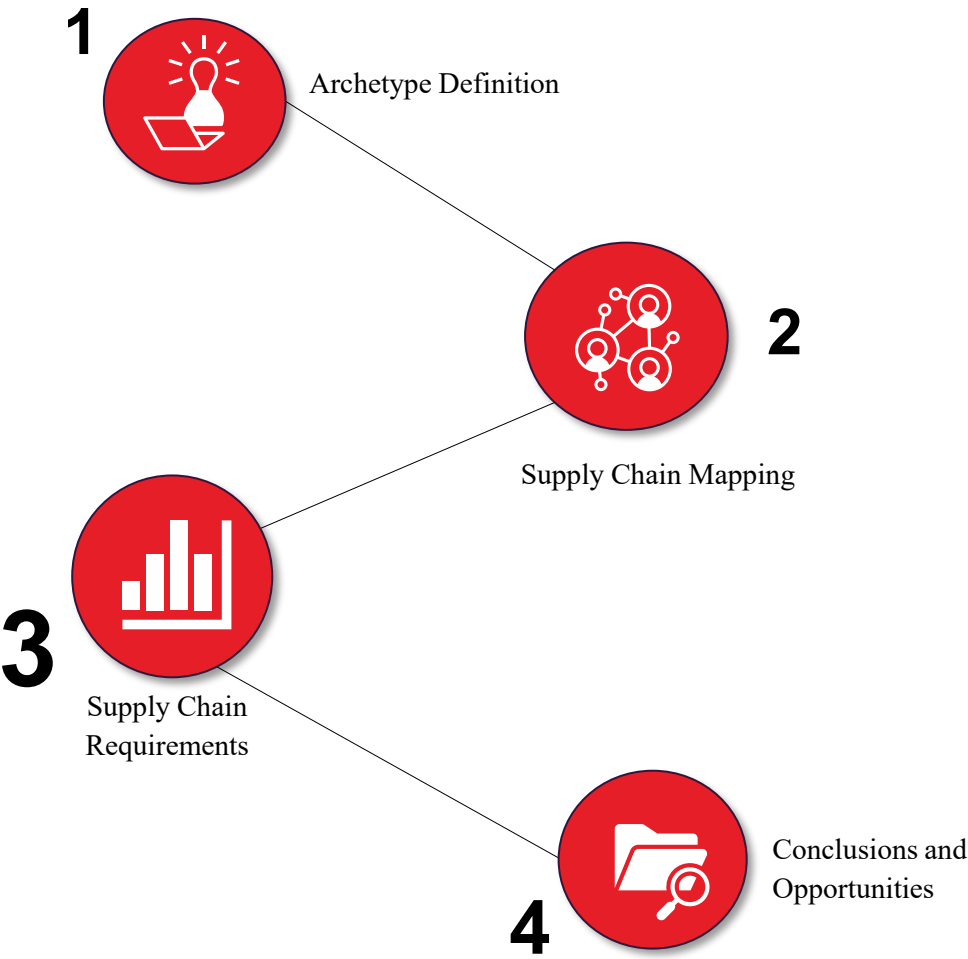 1
Archetype Definition
2
Supply Chain Mapping
3
Supply Chain
Requirements
4
Conclusions and
Opportunities